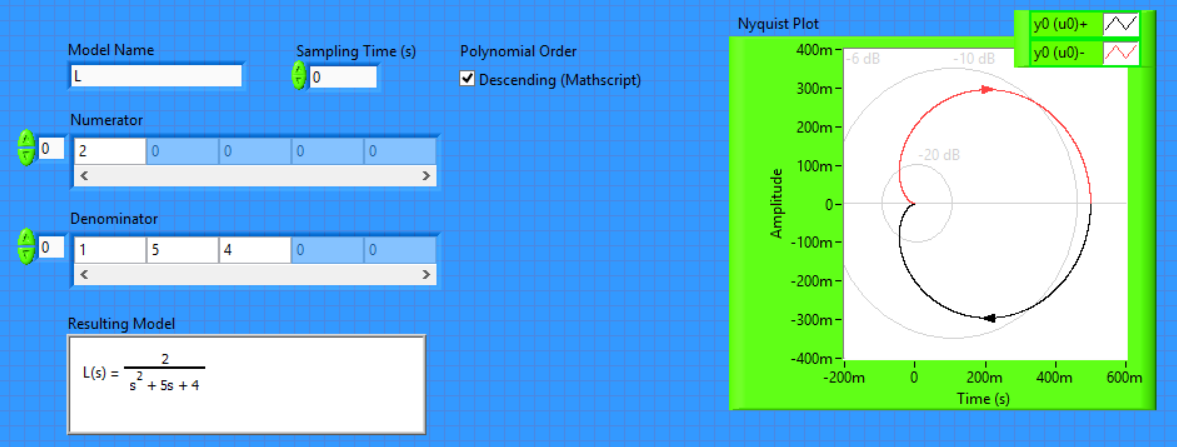 Model Name
L
Sampling Time (s)
0
Polynomial Order
Descending (Mathscript)
Numerator
0
2 0 0 0 0
Denominator
0
1 5 4 0 0
Resulting Model
L(s) = 2 / (s^2 + 5s + 4)
Nyquist Plot
y0 (u0)+
y0 (u0)-
-6 dB
-10 dB
-20 dB
Amplitude
400m
300m
200m
100m
0
-100m
-200m
-300m
-400m
-200m 0 200m 400m 600m
Time (s)